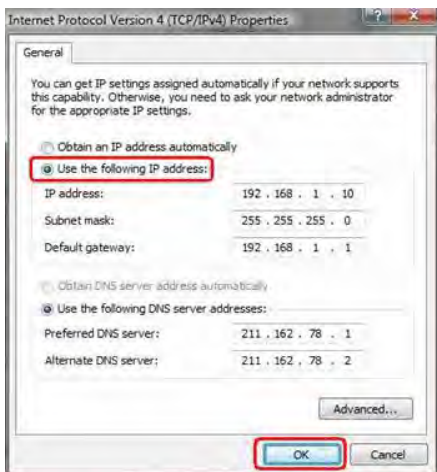 Internet Protocol Version 4 (TCP/IPv4) Properties
General
You can get IP settings assigned automatically if your network supports
this capability. Otherwise, you need to ask your network administrator
for the appropriate IP settings.
Obtain an IP address automatically
Use the following IP address:
IP address: 192 . 168 . 1 . 10
Subnet mask: 255 . 255 . 255 . 0
Default gateway: 192 . 168 . 1 . 1
Obtain DNS server address automatically
Use the following DNS server addresses:
Preferred DNS server: 211 . 162 . 78 . 1
Alternate DNS server: 211 . 162 . 78 . 2
Advanced...
OK Cancel